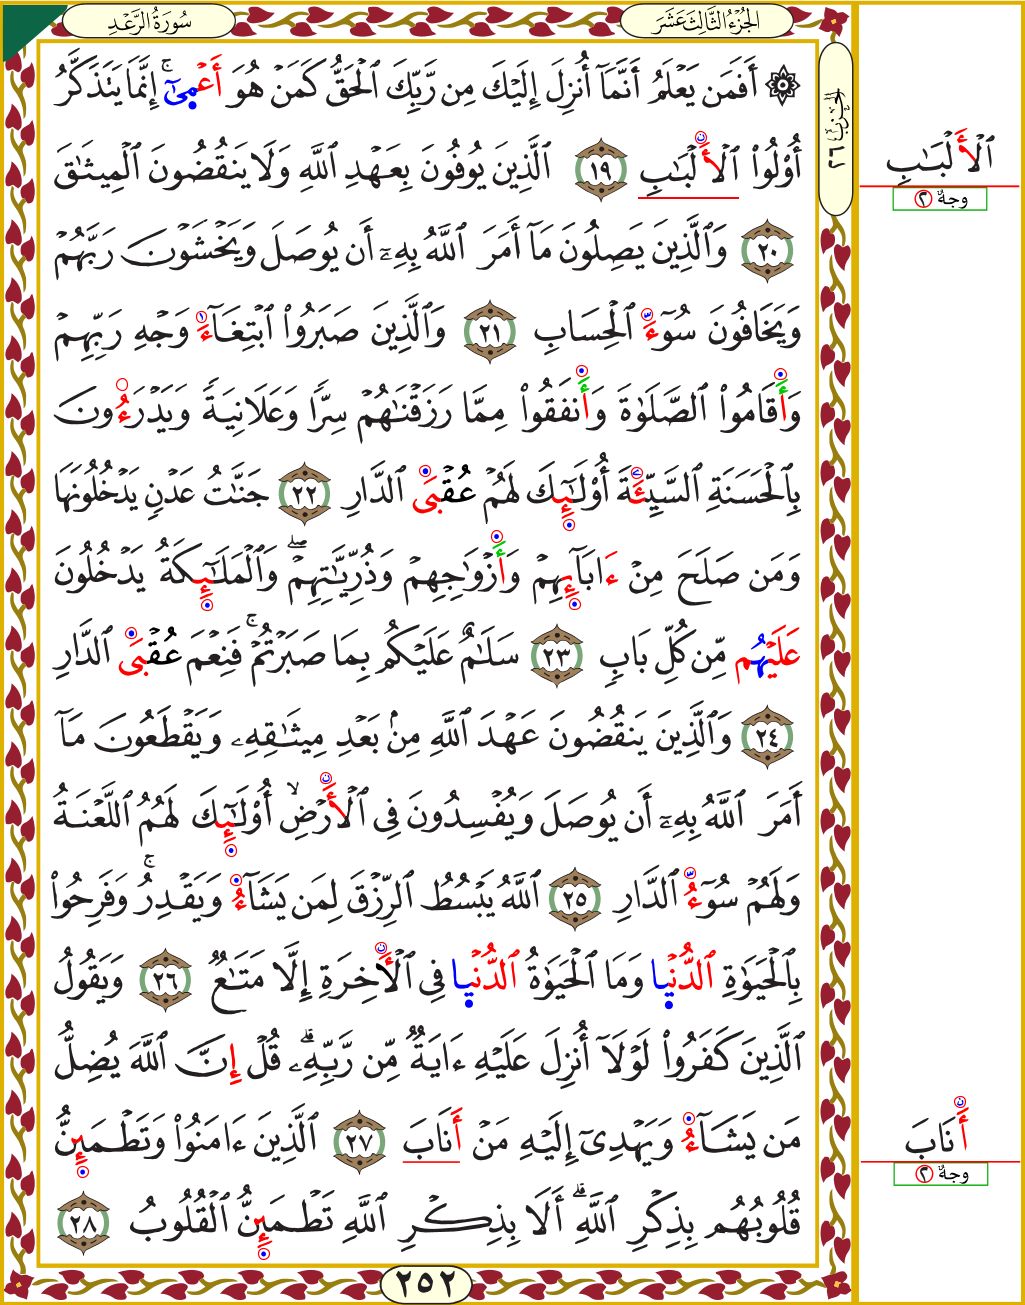 سُورَةُ الرَّعْدِ
الجُزْءُ الثَّالِثَ عَشَرَ
الحِزْبُ ٢٦
۞ أَفَمَن يَعْلَمُ أَنَّمَآ أُنزِلَ إِلَيْكَ مِن رَّبِّكَ ٱلْحَقُّ كَمَنْ هُوَ أَعْمَىٰٓ ۚ إِنَّمَا يَتَذَكَّرُ
أُو۟لُوا۟ ٱلْأَلْبَـٰبِ ١٩ ٱلَّذِينَ يُوفُونَ بِعَهْدِ ٱللَّهِ وَلَا يَنقُضُونَ ٱلْمِيثَـٰقَ
ٱلْأَلْبَـٰبِ
وجهٌ ٢
٢٠ وَٱلَّذِينَ يَصِلُونَ مَآ أَمَرَ ٱللَّهُ بِهِۦٓ أَن يُوصَلَ وَيَخْشَوْنَ رَبَّهُمْ
وَيَخَافُونَ سُوٓءَ ٱلْحِسَابِ ٢١ وَٱلَّذِينَ صَبَرُوا۟ ٱبْتِغَآءَ وَجْهِ رَبِّهِمْ
وَأَقَامُوا۟ ٱلصَّلَوٰةَ وَأَنفَقُوا۟ مِمَّا رَزَقْنَـٰهُمْ سِرًّا وَعَلَانِيَةً وَيَدْرَءُونَ
بِٱلْحَسَنَةِ ٱلسَّيِّئَةَ أُو۟لَـٰٓئِكَ لَهُمْ عُقْبَى ٱلدَّارِ ٢٢ جَنَّـٰتُ عَدْنٍ يَدْخُلُونَهَا
وَمَن صَلَحَ مِنْ ءَابَآئِهِمْ وَأَزْوَٰجِهِمْ وَذُرِّيَّـٰتِهِمْ ۖ وَٱلْمَلَـٰٓئِكَةُ يَدْخُلُونَ
عَلَيْهُم مِّن كُلِّ بَابٍ ٢٣ سَلَـٰمٌ عَلَيْكُم بِمَا صَبَرْتُمْ ۚ فَنِعْمَ عُقْبَى ٱلدَّارِ
٢٤ وَٱلَّذِينَ يَنقُضُونَ عَهْدَ ٱللَّهِ مِنۢ بَعْدِ مِيثَـٰقِهِۦ وَيَقْطَعُونَ مَآ
أَمَرَ ٱللَّهُ بِهِۦٓ أَن يُوصَلَ وَيُفْسِدُونَ فِى ٱلْأَرْضِ ۙ أُو۟لَـٰٓئِكَ لَهُمُ ٱللَّعْنَةُ
وَلَهُمْ سُوٓءُ ٱلدَّارِ ٢٥ ٱللَّهُ يَبْسُطُ ٱلرِّزْقَ لِمَن يَشَآءُ وَيَقْدِرُ ۚ وَفَرِحُوا۟
بِٱلْحَيَوٰةِ ٱلدُّنْيَا وَمَا ٱلْحَيَوٰةُ ٱلدُّنْيَا فِى ٱلْأَخِرَةِ إِلَّا مَتَـٰعٌ ٢٦ وَيَقُولُ
ٱلَّذِينَ كَفَرُوا۟ لَوْلَآ أُنزِلَ عَلَيْهِ ءَايَةٌ مِّن رَّبِّهِۦ ۗ قُلْ إِنَّ ٱللَّهَ يُضِلُّ
مَن يَشَآءُ وَيَهْدِىٓ إِلَيْهِ مَنْ أَنَابَ ٢٧ ٱلَّذِينَ ءَامَنُوا۟ وَتَطْمَئِنُّ
أَنَابَ
وجهٌ ٢
قُلُوبُهُم بِذِكْرِ ٱللَّهِ ۗ أَلَا بِذِكْرِ ٱللَّهِ تَطْمَئِنُّ ٱلْقُلُوبُ ٢٨
٢٥٢